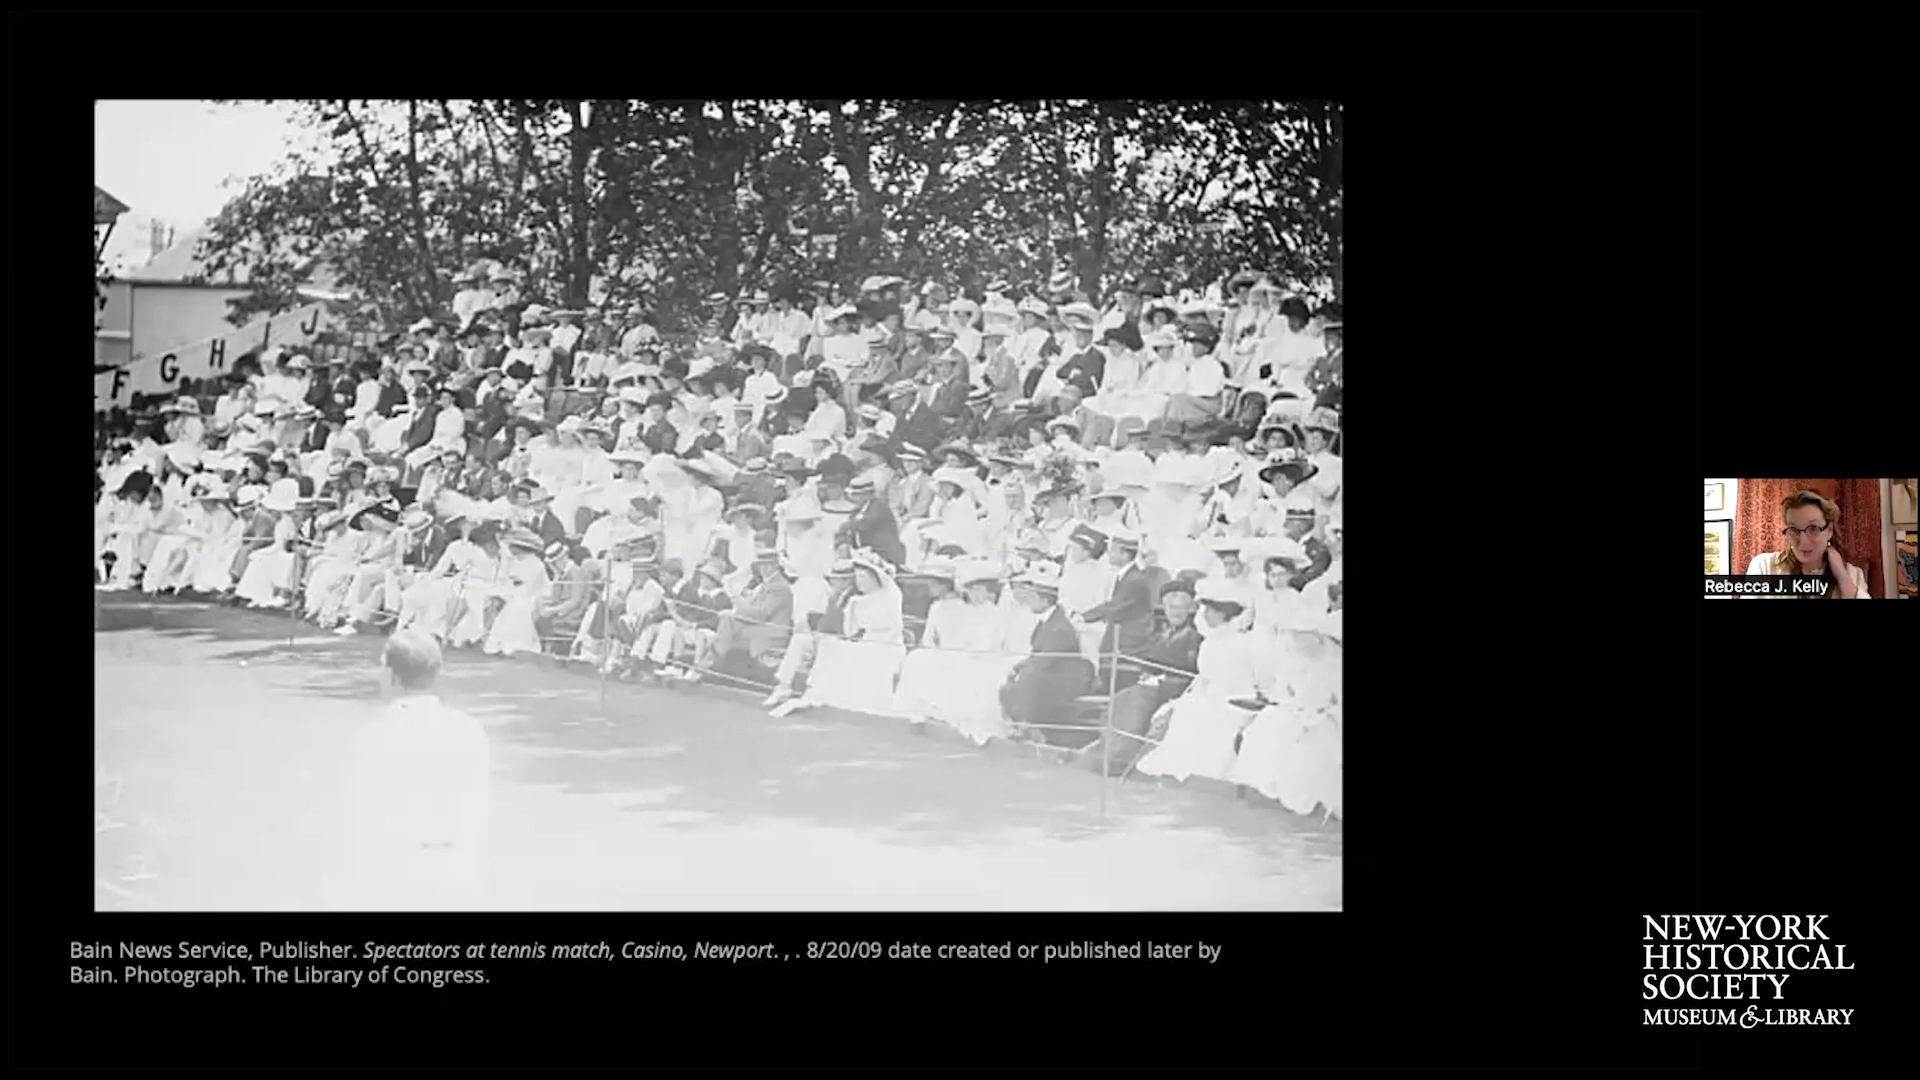 F G H I J
Rebecca J. Kelly
Bain News Service, Publisher. Spectators at tennis match, Casino, Newport. , . 8/20/09 date created or published later by
Bain. Photograph. The Library of Congress.
NEW-YORK
HISTORICAL
SOCIETY
MUSEUM & LIBRARY